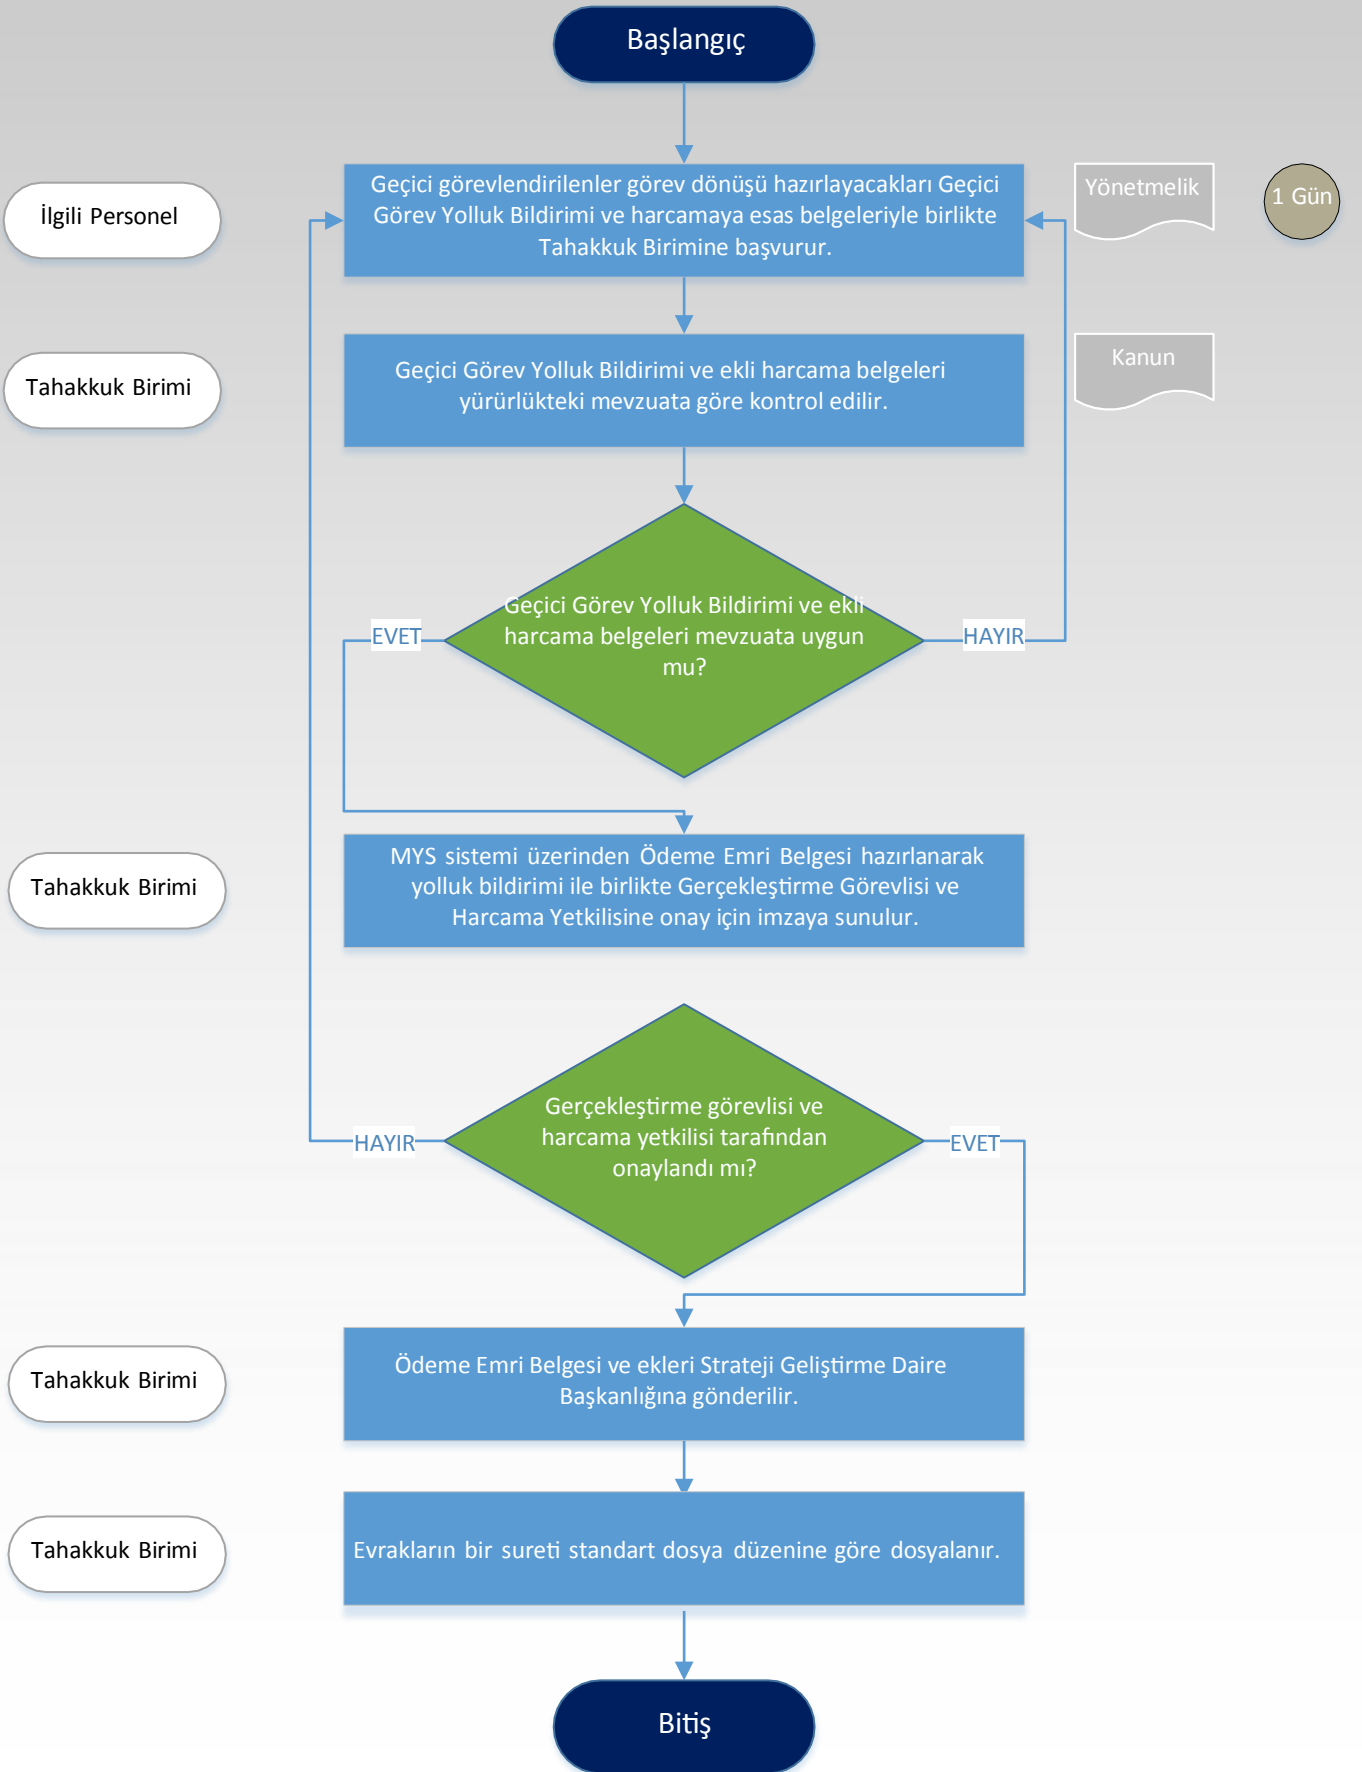 Başlangıç
İlgili Personel
Geçici görevlendirilenler görev dönüşü hazırlayacakları Geçici
Görev Yolluk Bildirimi ve harcamaya esas belgeleriyle birlikte
Tahakkuk Birimine başvurur.
Yönetmelik
1 Gün
Tahakkuk Birimi
Geçici Görev Yolluk Bildirimi ve ekli harcama belgeleri
yürürlükteki mevzuata göre kontrol edilir.
Kanun
Geçici Görev Yolluk Bildirimi ve ekli
harcama belgeleri mevzuata uygun
mu?
EVET
HAYIR
Tahakkuk Birimi
MYS sistemi üzerinden Ödeme Emri Belgesi hazırlanarak
yolluk bildirimi ile birlikte Gerçekleştirme Görevlisi ve
Harcama Yetkilisine onay için imzaya sunulur.
Gerçekleştirme görevlisi ve
harcama yetkilisi tarafından
onaylandı mı?
HAYIR
EVET
Tahakkuk Birimi
Ödeme Emri Belgesi ve ekleri Strateji Geliştirme Daire
Başkanlığına gönderilir.
Tahakkuk Birimi
Evrakların bir sureti standart dosya düzenine göre dosyalanır.
Bitiş